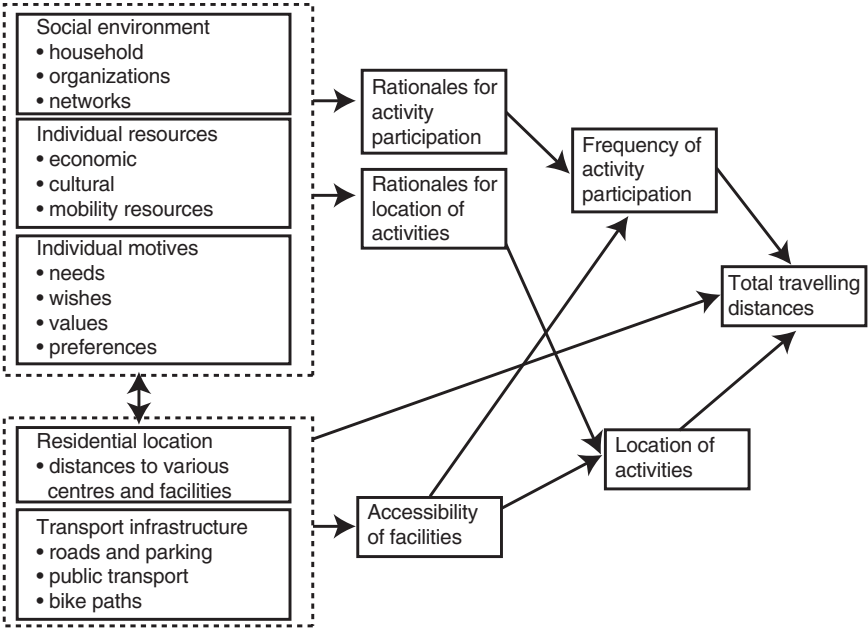 Social environment
• household
• organizations
• networks
Individual resources
• economic
• cultural
• mobility resources
Individual motives
• needs
• wishes
• values
• preferences
Residential location
• distances to various
centres and facilities
Transport infrastructure
• roads and parking
• public transport
• bike paths
Rationales for
activity
participation
Rationales for
location of
activities
Accessibility
of facilities
Frequency of
activity
participation
Location of
activities
Total travelling
distances